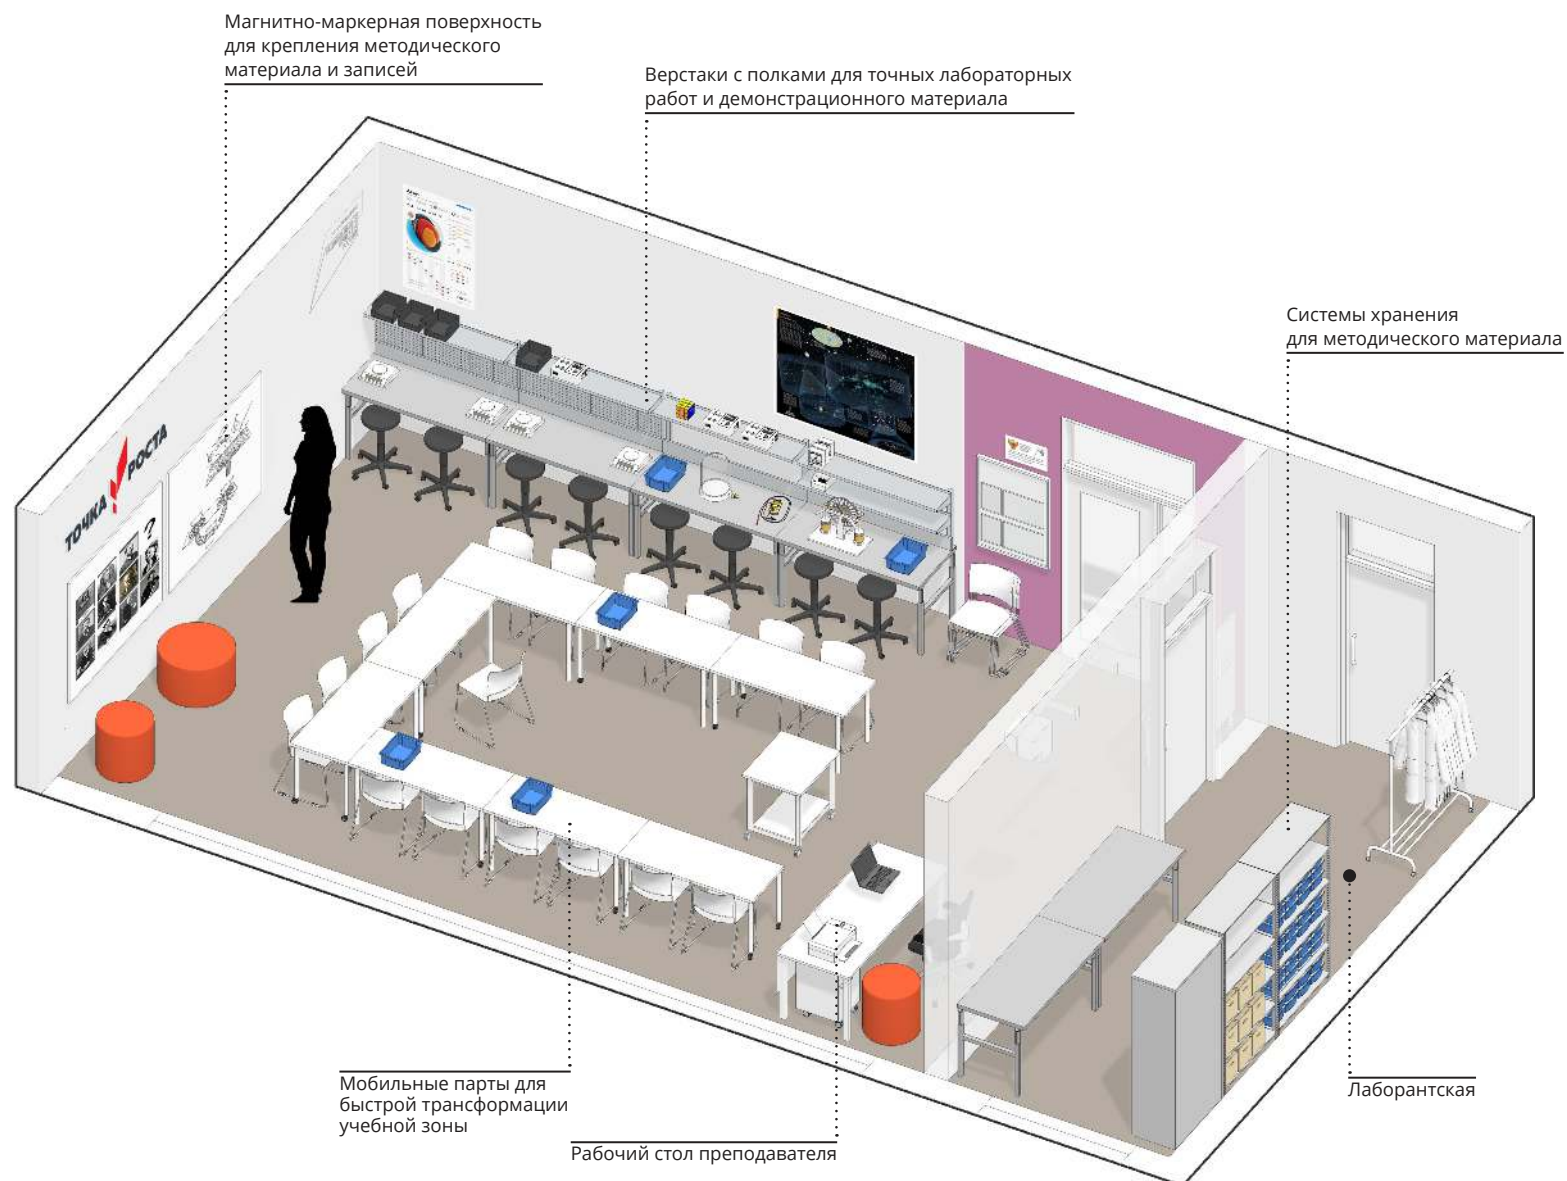 Магнитно-маркерная поверхность
для крепления методического
материала и записей
Верстаки с полками для точных лабораторных
работ и демонстрационного материала
Системы хранения
для методического материала
ТОЧКА РОСТА
?
Мобильные парты для
быстрой трансформации
учебной зоны
Рабочий стол преподавателя
Лаборантская